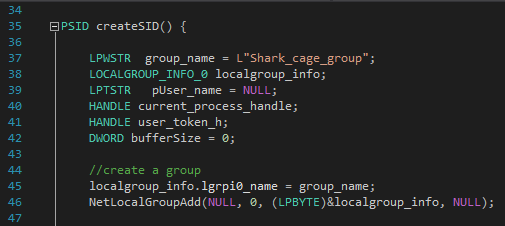 34
35 PSID createSID() {
36
37 LPWSTR group_name = L"Shark_cage_group";
38 LOCALGROUP_INFO_0 localgroup_info;
39 LPTSTR pUser_name = NULL;
40 HANDLE current_process_handle;
41 HANDLE user_token_h;
42 DWORD bufferSize = 0;
43
44 //create a group
45 localgroup_info.lgrpi0_name = group_name;
46 NetLocalGroupAdd(NULL, 0, (LPBYTE)&localgroup_info, NULL);
47